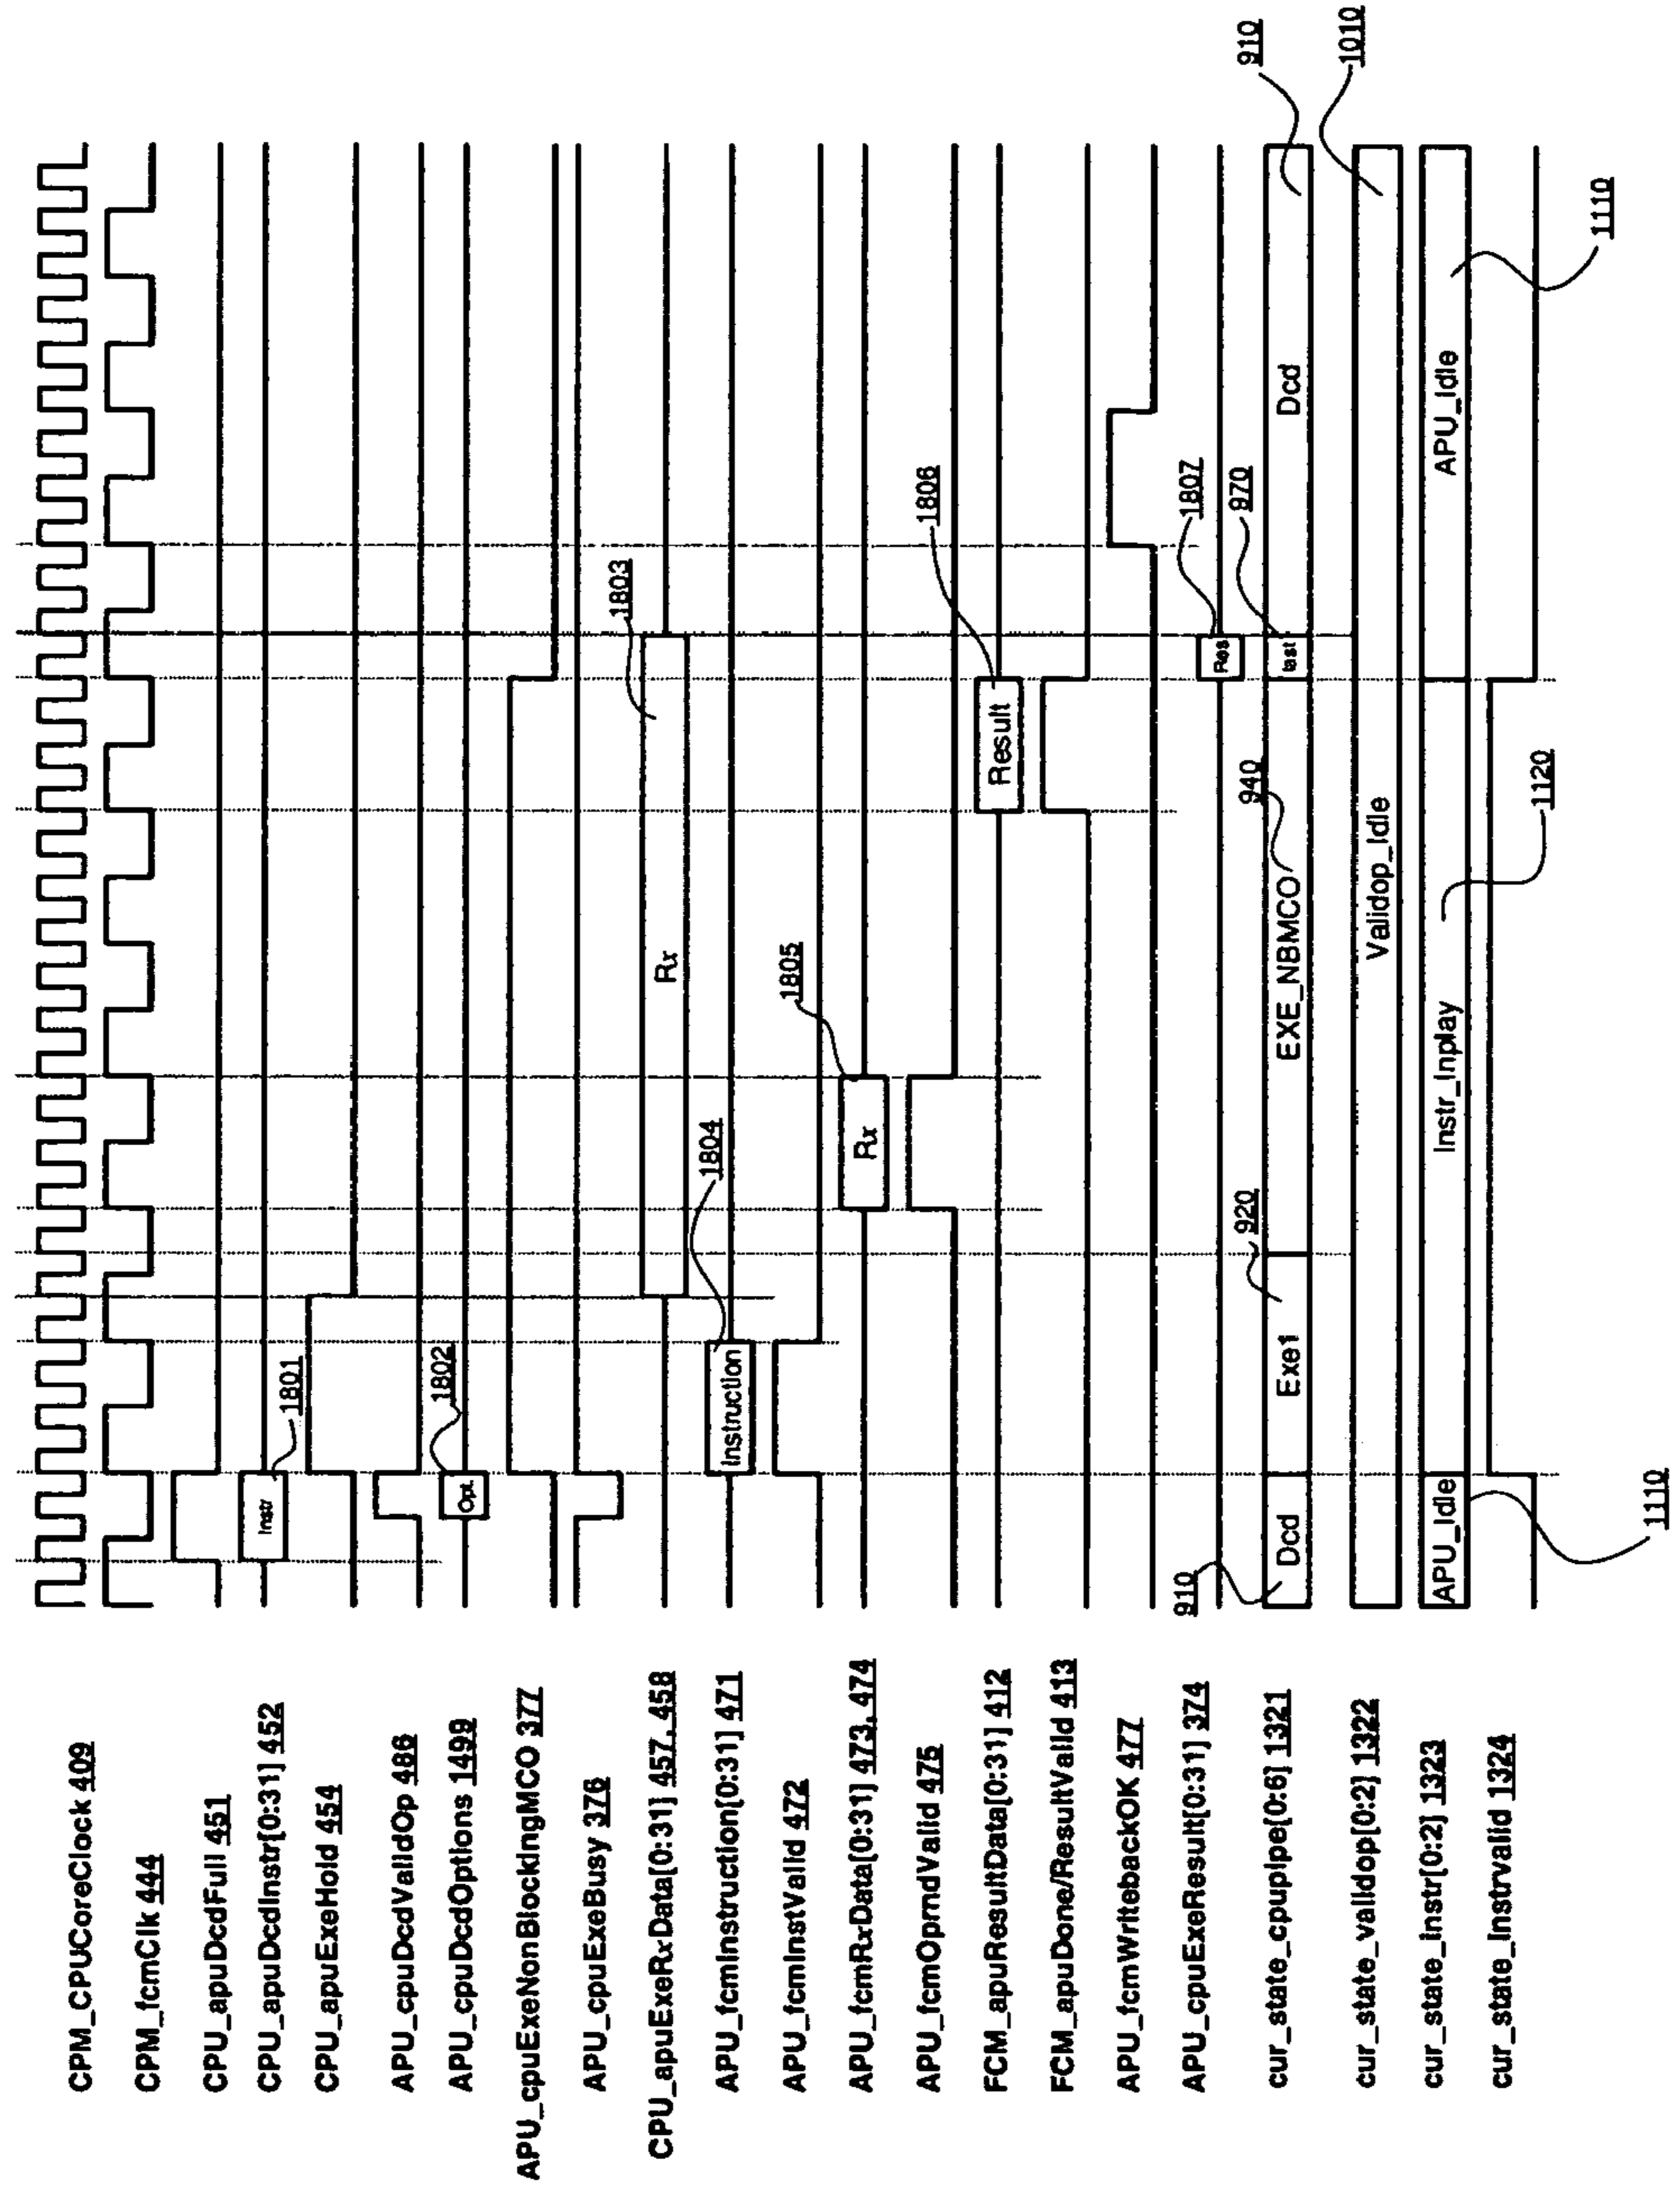 CPM_CPUCoreClock 409
CPM_fcmClk 444
CPU_apuDcdFull 451
CPU_apuDcdInstr[0:31] 452
Instr
1801
CPU_apuExeHold 454
APU_cpuDcdValidOp 486
APU_cpuDcdOptions 1499
Opt.
1802
APU_cpuExeNonBlockingMCO 377
APU_cpuExeBusy 376
CPU_apuExeRxData[0:31] 457, 458
Rx
1803
APU_fcmInstruction[0:31] 471
Instruction
1804
APU_fcmInstValid 472
APU_fcmRxData[0:31] 473, 474
Rx
1805
APU_fcmOpmdValid 475
FCM_apuResultData[0:31] 412
Result
1806
FCM_apuDone/ResultValid 413
APU_fcmWritebackOK 477
APU_cpuExeResult[0:31] 374
Res
1807
cur_state_cpupipe[0:6] 1321
910
Dcd
Exe1
920
EXE_NBMCO
940
last
970
Dcd
910
cur_state_validop[0:2] 1322
Validop_Idle
1010
cur_state_instr[0:2] 1323
APU_Idle
1110
Instr_Inplay
1120
APU_Idle
1110
cur_state_instrvalid 1324